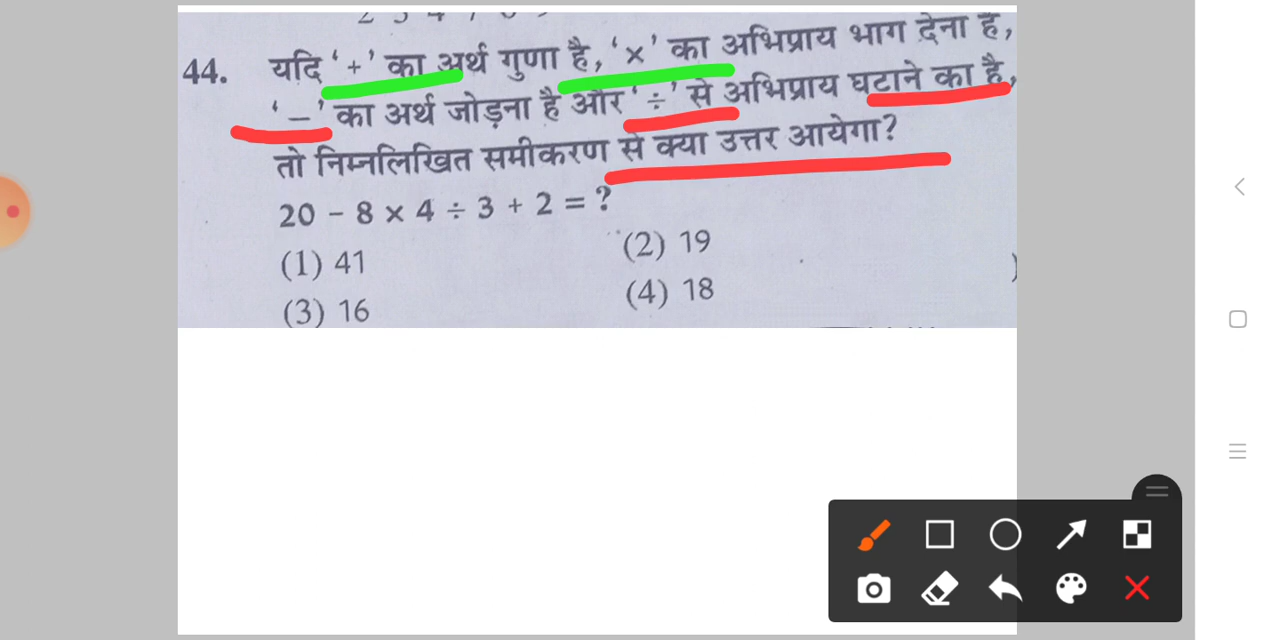 44. यदि ‘+’ का अर्थ गुणा है, ‘×’ का अभिप्राय भाग देना है,
‘–’ का अर्थ जोड़ना है और ‘÷’ से अभिप्राय घटाने का है,
तो निम्नलिखित समीकरण से क्या उत्तर आयेगा?
20 - 8 × 4 ÷ 3 + 2 = ?
(1) 41 (2) 19
(3) 16 (4) 18